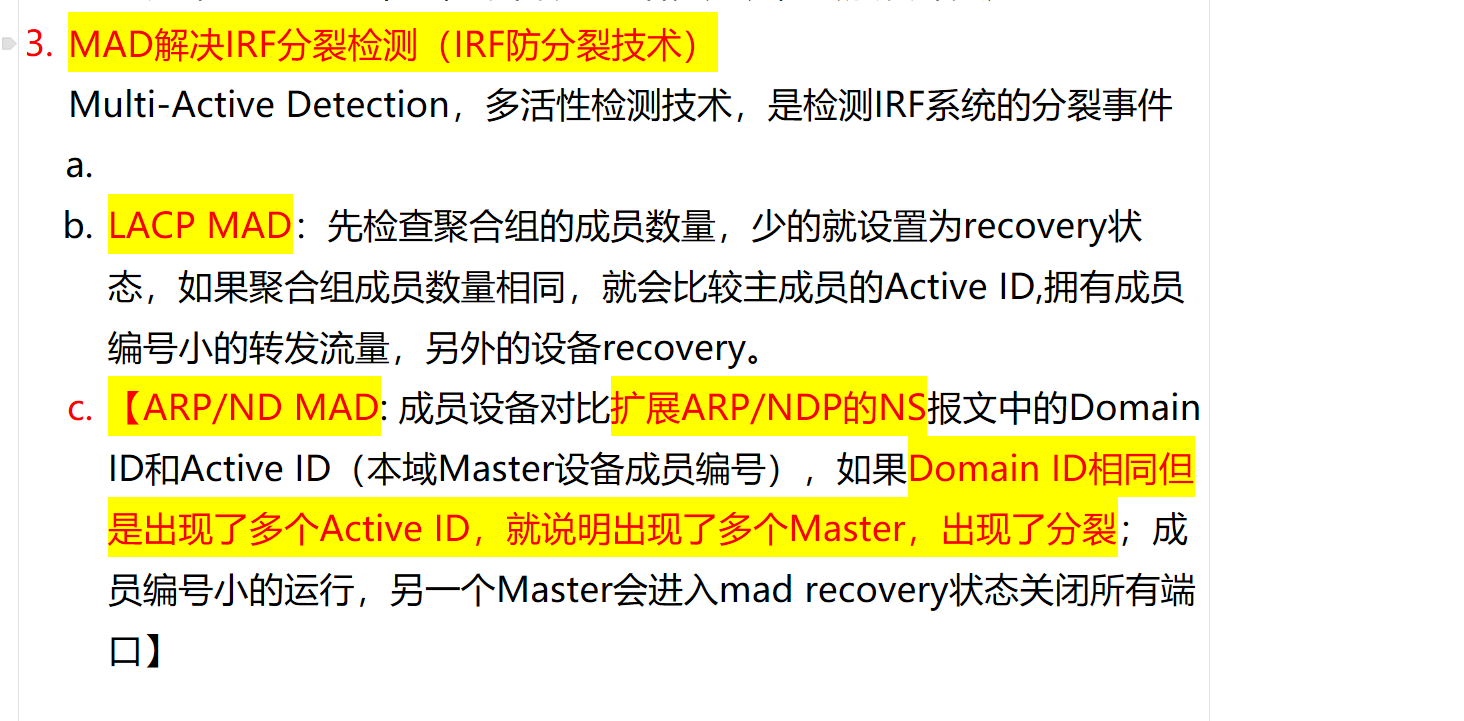 3. MAD解决IRF分裂检测（IRF防分裂技术）
Multi-Active Detection，多活性检测技术，是检测IRF系统的分裂事件
a.
b. LACP MAD：先检查聚合组的成员数量，少的就设置为recovery状
态，如果聚合组成员数量相同，就会比较主成员的Active ID,拥有成员
编号小的转发流量，另外的设备recovery。
c. 【ARP/ND MAD: 成员设备对比扩展ARP/NDP的NS报文中的Domain
ID和Active ID（本域Master设备成员编号），如果Domain ID相同但
是出现了多个Active ID，就说明出现了多个Master，出现了分裂；成
员编号小的运行，另一个Master会进入mad recovery状态关闭所有端
口】